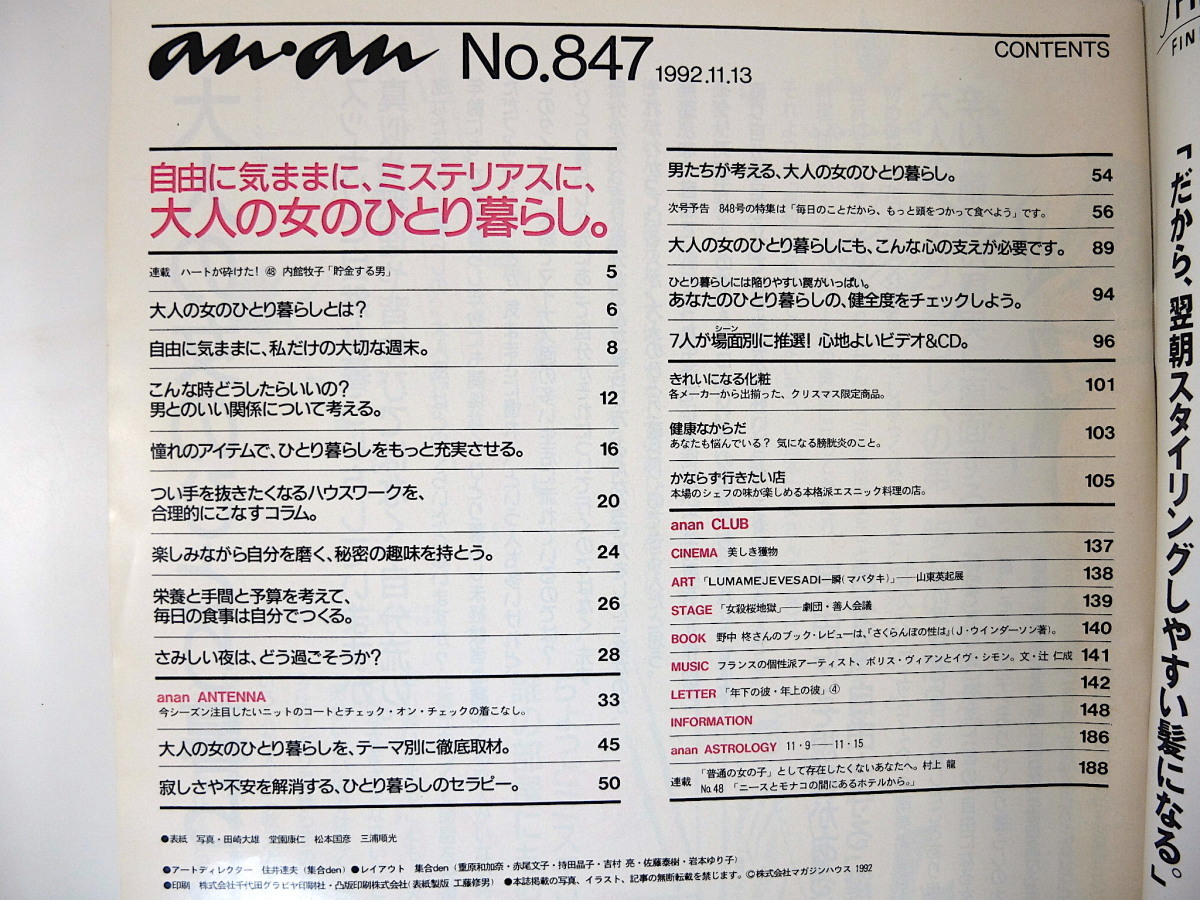 an・an No.847 1992.11.13
CONTENTS
自由に気ままに、ミステリアスに、
大人の女のひとり暮らし。
連載 ハートが砕けた! ㊽ 内館牧子「貯金する男」 5
大人の女のひとり暮らしとは? 6
自由に気ままに、私だけの大切な週末。 8
こんな時どうしたらいいの?
男とのいい関係について考える。 12
憧れのアイテムで、ひとり暮らしをもっと充実させる。 16
つい手を抜きたくなるハウスワークを、
合理的にこなすコラム。 20
楽しみながら自分を磨く、秘密の趣味を持とう。 24
栄養と手間と予算を考えて、
毎日の食事は自分でつくる。 26
さみしい夜は、どう過ごそうか? 28
anan ANTENNA
今シーズン注目したいニットのコートとチェック・オン・チェックの着こなし。 33
大人の女のひとり暮らしを、テーマ別に徹底取材。 45
寂しさや不安を解消する、ひとり暮らしのセラピー。 50
男たちが考える、大人の女のひとり暮らし。 54
次号予告 848号の特集は「毎日のことだから、もっと頭をつかって食べよう」です。 56
大人の女のひとり暮らしにも、こんな心の支えが必要です。 89
ひとり暮らしには陥りやすい罠がいっぱい。
あなたのひとり暮らしの、健全度をチェックしよう。 94
7人が場面別に推選! 心地よいビデオ&CD。 96
シーン
きれいになる化粧 101
各メーカーから出揃った、クリスマス限定商品。
健康なからだ 103
あなたも悩んでいる? 気になる膀胱炎のこと。
かならず行きたい店 105
本場のシェフの味が楽しめる本格派エスニック料理の店。
anan CLUB
CINEMA 美しき獲物 137
ART 「LUMAMEJEVESADI一瞬(マバタキ)」──山東英起展 138
STAGE 「女殺桜地獄」──劇団・善人会議 139
BOOK 野中 柊さんのブック・レビューは、『さくらんぼの性は』(J・ウインダーソン著)。 140
MUSIC フランスの個性派アーティスト、ボリス・ヴィアンとイヴ・シモン。文・辻 仁成 141
LETTER 「年下の彼・年上の彼」④ 142
INFORMATION 148
anan ASTROLOGY 11・9──11・15 186
連載 「普通の女の子」として存在したくないあなたへ。村上 龍 188
No.48 「ニースとモナコの間にあるホテルから。」
●表紙 写真・田崎大雄 堂園康仁 松本国彦 三浦順光
●アートディレクター 住井達夫(集合den) ●レイアウト 集合den(重原和加奈・赤尾文子・持田晶子・吉村 亮・佐藤泰樹・岩本ゆり子)
●印刷 株式会社千代田グラビヤ印刷社・凸版印刷株式会社(表紙製版 工藤修男) ●本誌掲載の写真、イラスト、記事の無断転載を禁じます。©株式会社マガジンハウス 1992
FIN
「だから、翌朝スタイリングしやすい髪になる。」